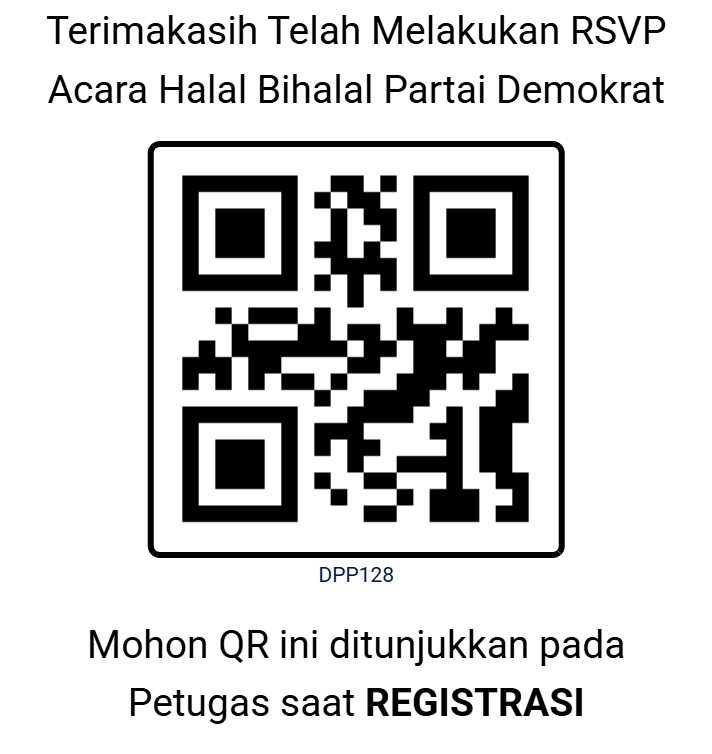 Terimakasih Telah Melakukan RSVP
Acara Halal Bihalal Partai Demokrat
DPP128
Mohon QR ini ditunjukkan pada
Petugas saat REGISTRASI